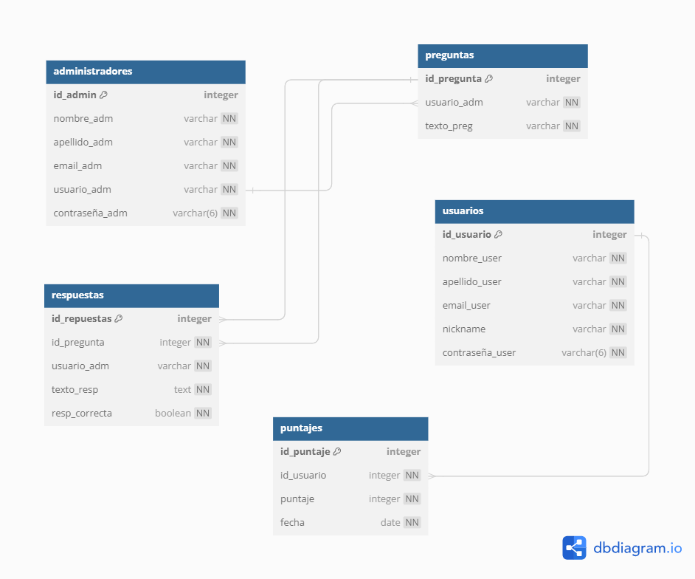 administradores
id_admin integer
nombre_adm varchar NN
apellido_adm varchar NN
email_adm varchar NN
usuario_adm varchar NN
contraseña_adm varchar(6) NN
preguntas
id_pregunta integer
usuario_adm varchar NN
texto_preg varchar NN
usuarios
id_usuario integer
nombre_user varchar NN
apellido_user varchar NN
email_user varchar NN
nickname varchar NN
contraseña_user varchar(6) NN
respuestas
id_repuestas integer
id_pregunta integer NN
usuario_adm varchar NN
texto_resp text NN
resp_correcta boolean NN
puntajes
id_puntaje integer
id_usuario integer NN
puntaje integer NN
fecha date NN
dbdiagram.io